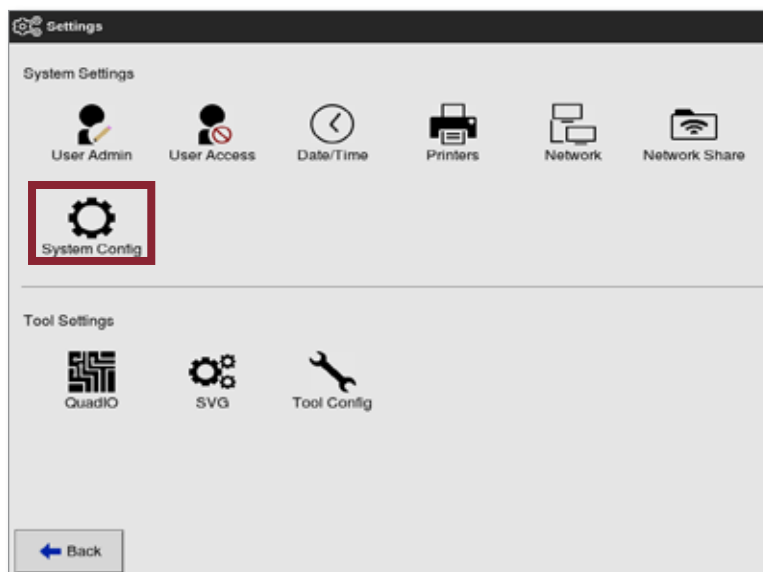 Settings
System Settings
User Admin User Access Date/Time Printers Network Network Share
System Config
Tool Settings
QuadIO SVG Tool Config
Back